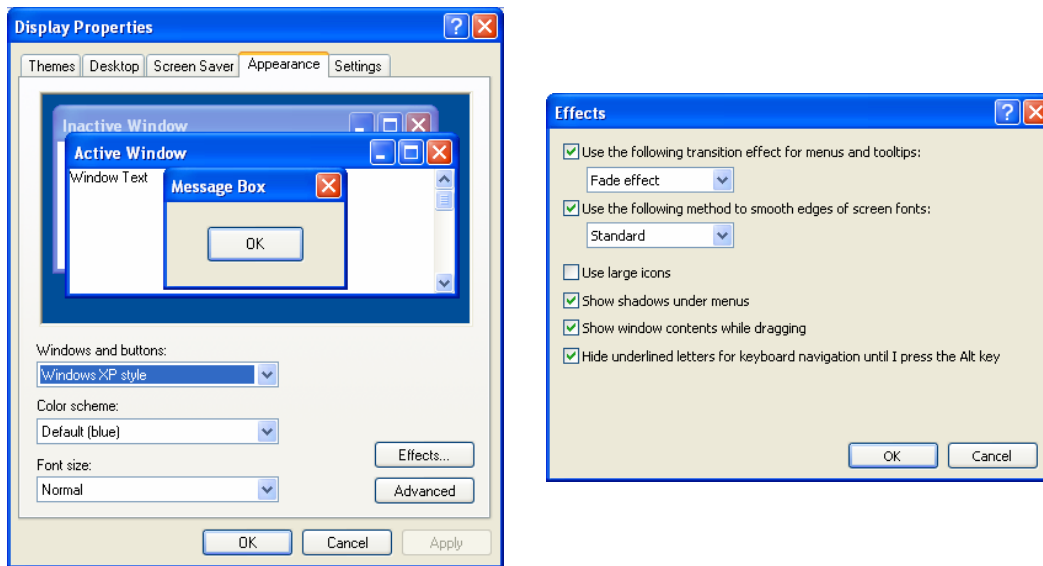 Display Properties
Themes Desktop Screen Saver Appearance Settings
Inactive Window
Active Window
Window Text
Message Box
OK
Windows and buttons:
Windows XP style
Color scheme:
Default (blue)
Font size:
Normal
Effects...
Advanced
OK Cancel Apply
Effects
Use the following transition effect for menus and tooltips:
Fade effect
Use the following method to smooth edges of screen fonts:
Standard
Use large icons
Show shadows under menus
Show window contents while dragging
Hide underlined letters for keyboard navigation until I press the Alt key
OK Cancel